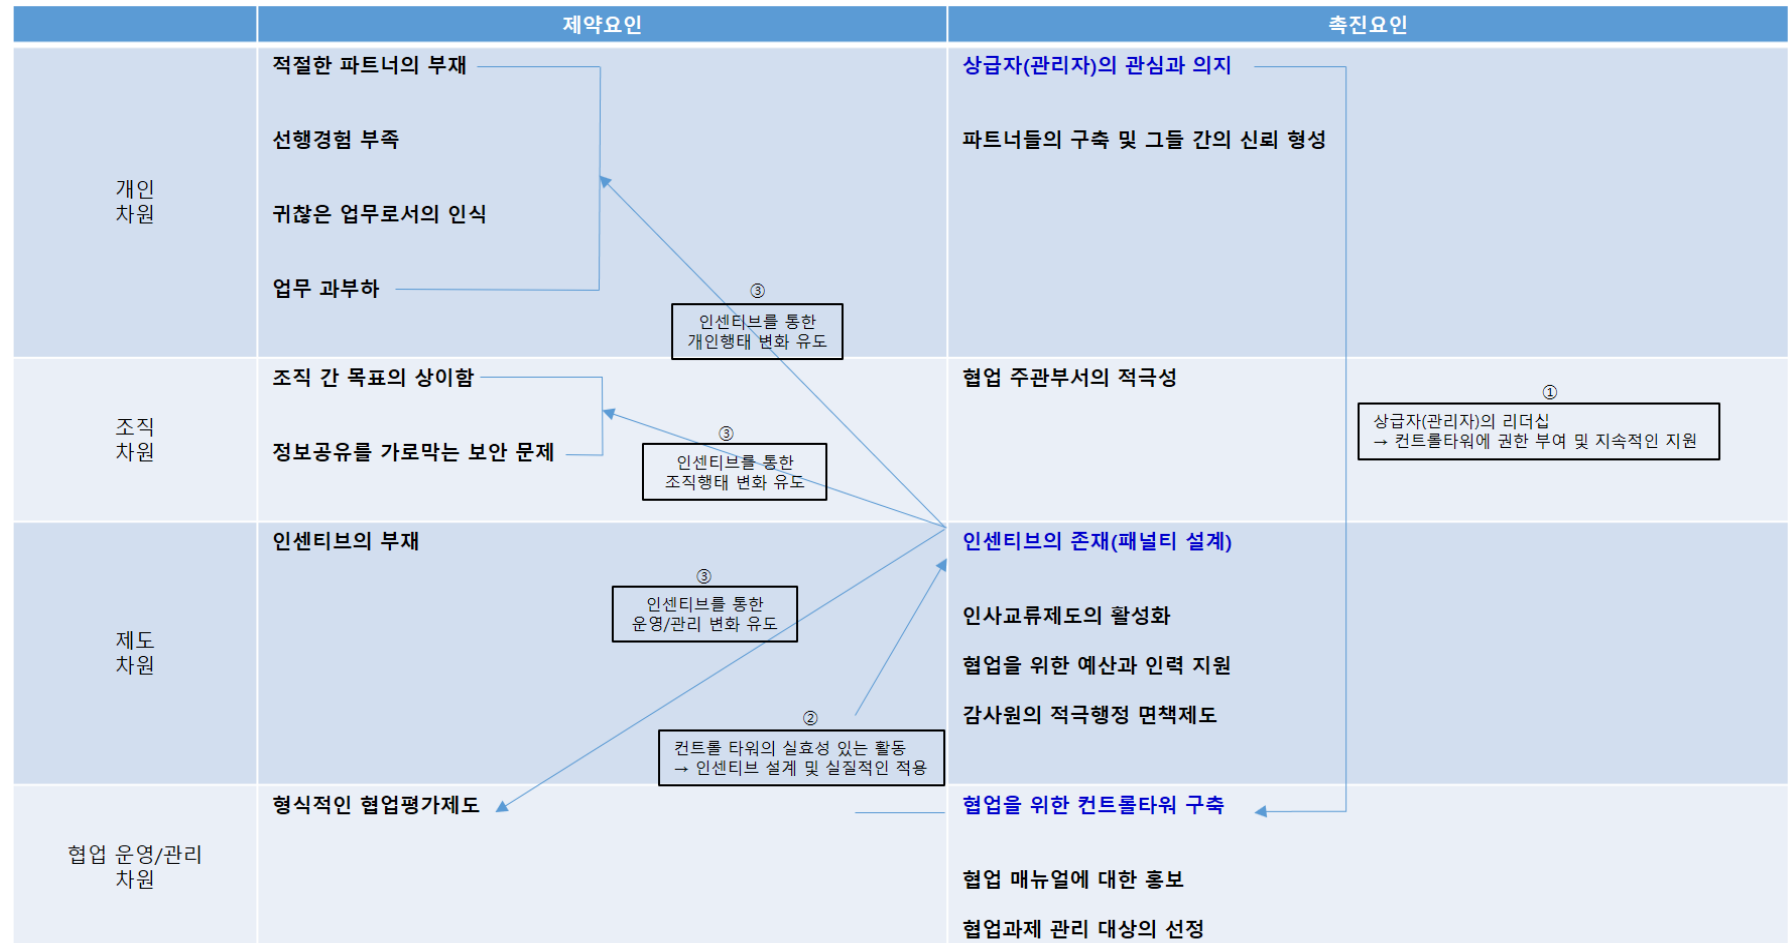 제약요인
촉진요인
개인
차원
적절한 파트너의 부재
선행경험 부족
귀찮은 업무로서의 인식
업무 과부하
③
인센티브를 통한
개인행태 변화 유도
상급자(관리자)의 관심과 의지
파트너들의 구축 및 그들 간의 신뢰 형성
조직
차원
조직 간 목표의 상이함
정보공유를 가로막는 보안 문제
③
인센티브를 통한
조직행태 변화 유도
협업 주관부서의 적극성
①
상급자(관리자)의 리더십
→ 컨트롤타워에 권한 부여 및 지속적인 지원
제도
차원
인센티브의 부재
③
인센티브를 통한
운영/관리 변화 유도
②
컨트롤 타워의 실효성 있는 활동
→ 인센티브 설계 및 실질적인 적용
인센티브의 존재(패널티 설계)
인사교류제도의 활성화
협업을 위한 예산과 인력 지원
감사원의 적극행정 면책제도
협업 운영/관리
차원
형식적인 협업평가제도
협업을 위한 컨트롤타워 구축
협업 매뉴얼에 대한 홍보
협업과제 관리 대상의 선정